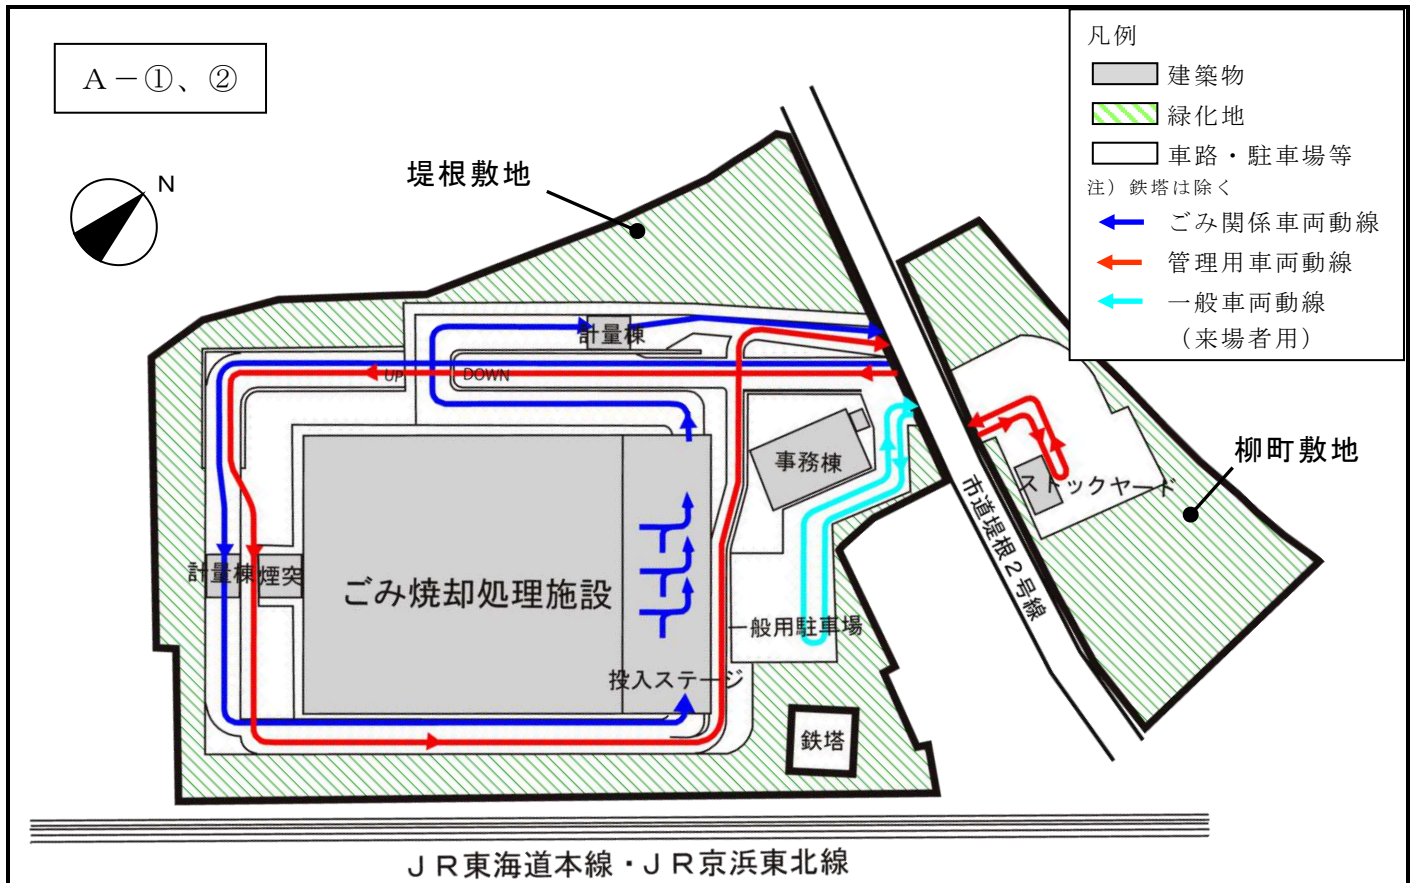 A－①、②
凡例
建築物
緑化地
車路・駐車場等
注）鉄塔は除く
ごみ関係車両動線
管理用車両動線
一般車両動線
（来場者用）
N
堤根敷地
計量棟
UP
DOWN
事務棟
柳町敷地
ストックヤード
市道堤根２号線
計量棟
煙突
ごみ焼却処理施設
一般用駐車場
投入ステージ
鉄塔
ＪＲ東海道本線・ＪＲ京浜東北線